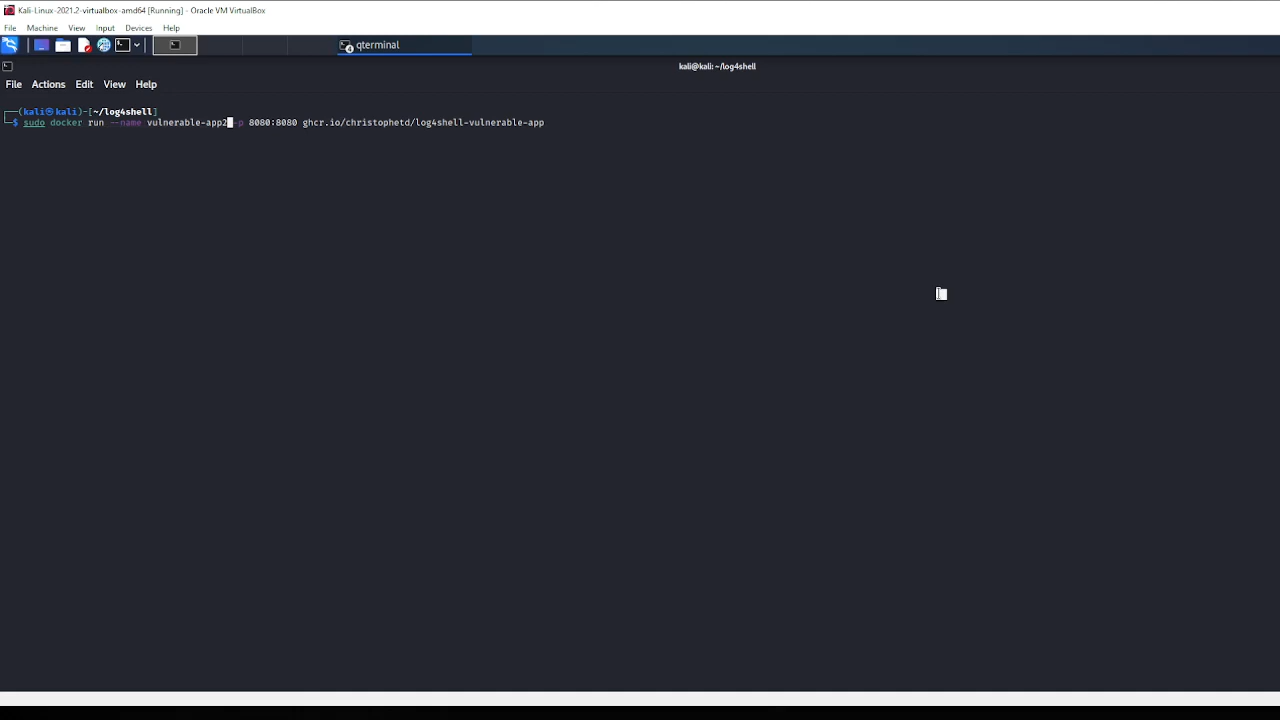 Kali-Linux-2021.2-virtualbox-amd64 [Running] - Oracle VM VirtualBox
File Machine View Input Devices Help
qterminal
kali@kali: ~/log4shell
File Actions Edit View Help
(kali㉿kali)-[~/log4shell]
$ sudo docker run --name vulnerable-app2 -p 8080:8080 ghcr.io/christophetd/log4shell-vulnerable-app